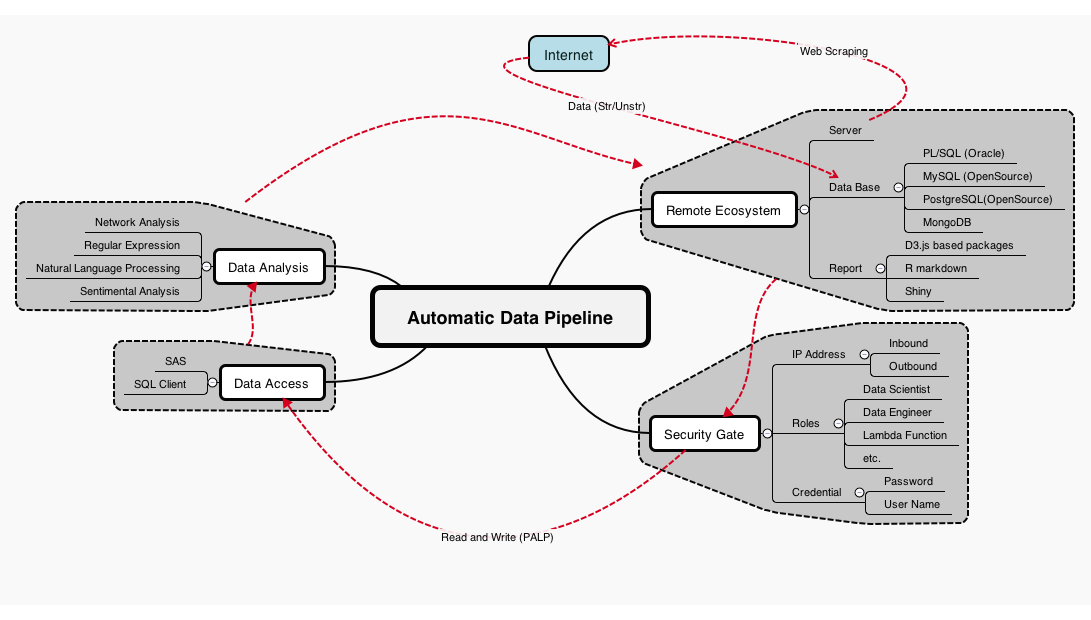 Internet
Web Scraping
Data (Str/Unstr)
Server
PL/SQL (Oracle)
MySQL (OpenSource)
Data Base
PostgreSQL(OpenSource)
MongoDB
Remote Ecosystem
D3.js based packages
Report
R markdown
Shiny
Network Analysis
Regular Expression
Natural Language Processing
Sentimental Analysis
Data Analysis
Automatic Data Pipeline
SAS
SQL Client
Data Access
Inbound
IP Address
Outbound
Data Scientist
Data Engineer
Roles
Lambda Function
etc.
Security Gate
Password
Credential
User Name
Read and Write (PALP)